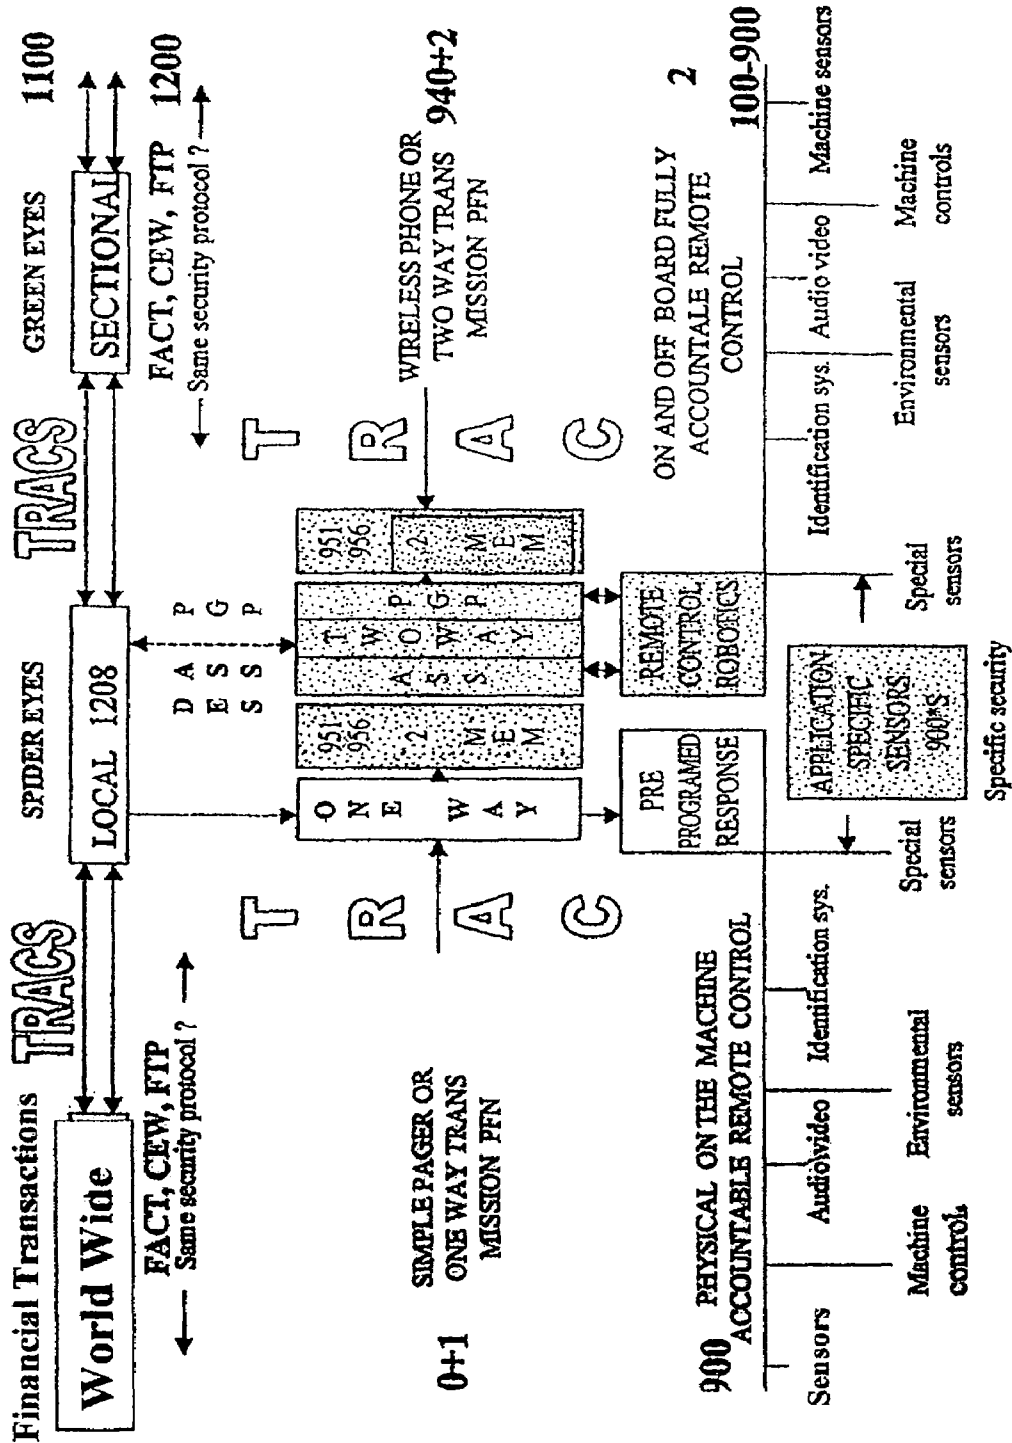 Financial Transactions
TRACS
SPIDER EYES
TRACS
GREEN EYES
1100
World Wide
LOCAL 1208
SECTIONAL
FACT, CEW, FTP
Same security protocol ?
D A P
E S G
S S P
FACT, CEW, FTP
1200
Same security protocol ?
T
R
A
C
T
R
A
C
0+1
SIMPLE PAGER OR
ONE WAY TRANS
MISSION PFN
O
N
E
W
A
Y
951
956
2
M
E
M
A
S
S
T
W
O
W
A
Y
P
G
P
951
956
2
M
E
M
WIRELESS PHONE OR
TWO WAY TRANS
MISSION PFN
940+2
900
PHYSICAL ON THE MACHINE
ACCOUNTABLE REMOTE CONTROL
PRE
PROGRAMED
RESPONSE
REMOTE
CONTROL
ROBOTICS
ON AND OFF BOARD FULLY
ACCOUNTALE REMOTE
CONTROL
2
100-900
Sensors
Audio\video
Identification sys.
APPLICATION
SPECIFIC
SENSORS.
900*S
Identification sys.
Audio video
Machine sensors
Machine
control.
Environmental
sensors
Special
sensors
Special
sensors
Environmental
sensors
Machine
controls
Specific security